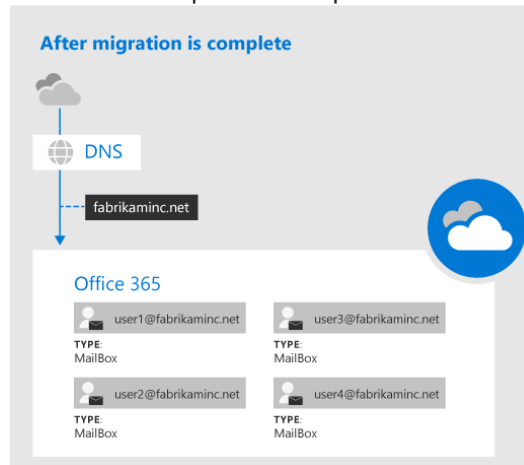 After migration is complete
DNS
fabrikaminc.net
Office 365
user1@fabrikaminc.net
user3@fabrikaminc.net
TYPE:
MailBox
TYPE:
MailBox
user2@fabrikaminc.net
user4@fabrikaminc.net
TYPE:
MailBox
TYPE:
MailBox